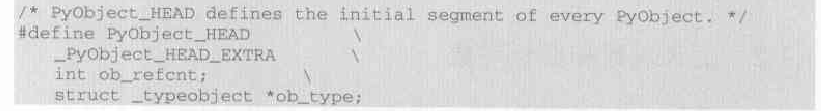 /* PyObject_HEAD defines the initial segment of every PyObject. */
#define PyObject_HEAD \
_PyObject_HEAD_EXTRA \
int ob_refcnt; \
struct _typeobject *ob_type;